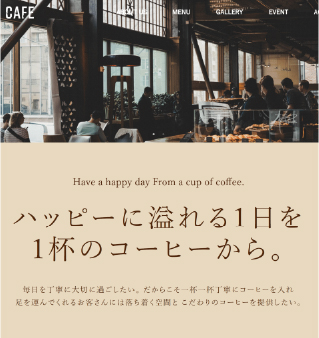 CAFE
MENU
GALLERY
EVENT
Have a happy day From a cup of coffee.
ハッピーに溢れる1日を
1杯のコーヒーから。
毎日を丁寧に大切に過ごしたい。だからこそ一杯一杯丁寧にコーヒーを入れ
足を運んでくれるお客さんには落ち着く空間と こだわりのコーヒーを提供したい。